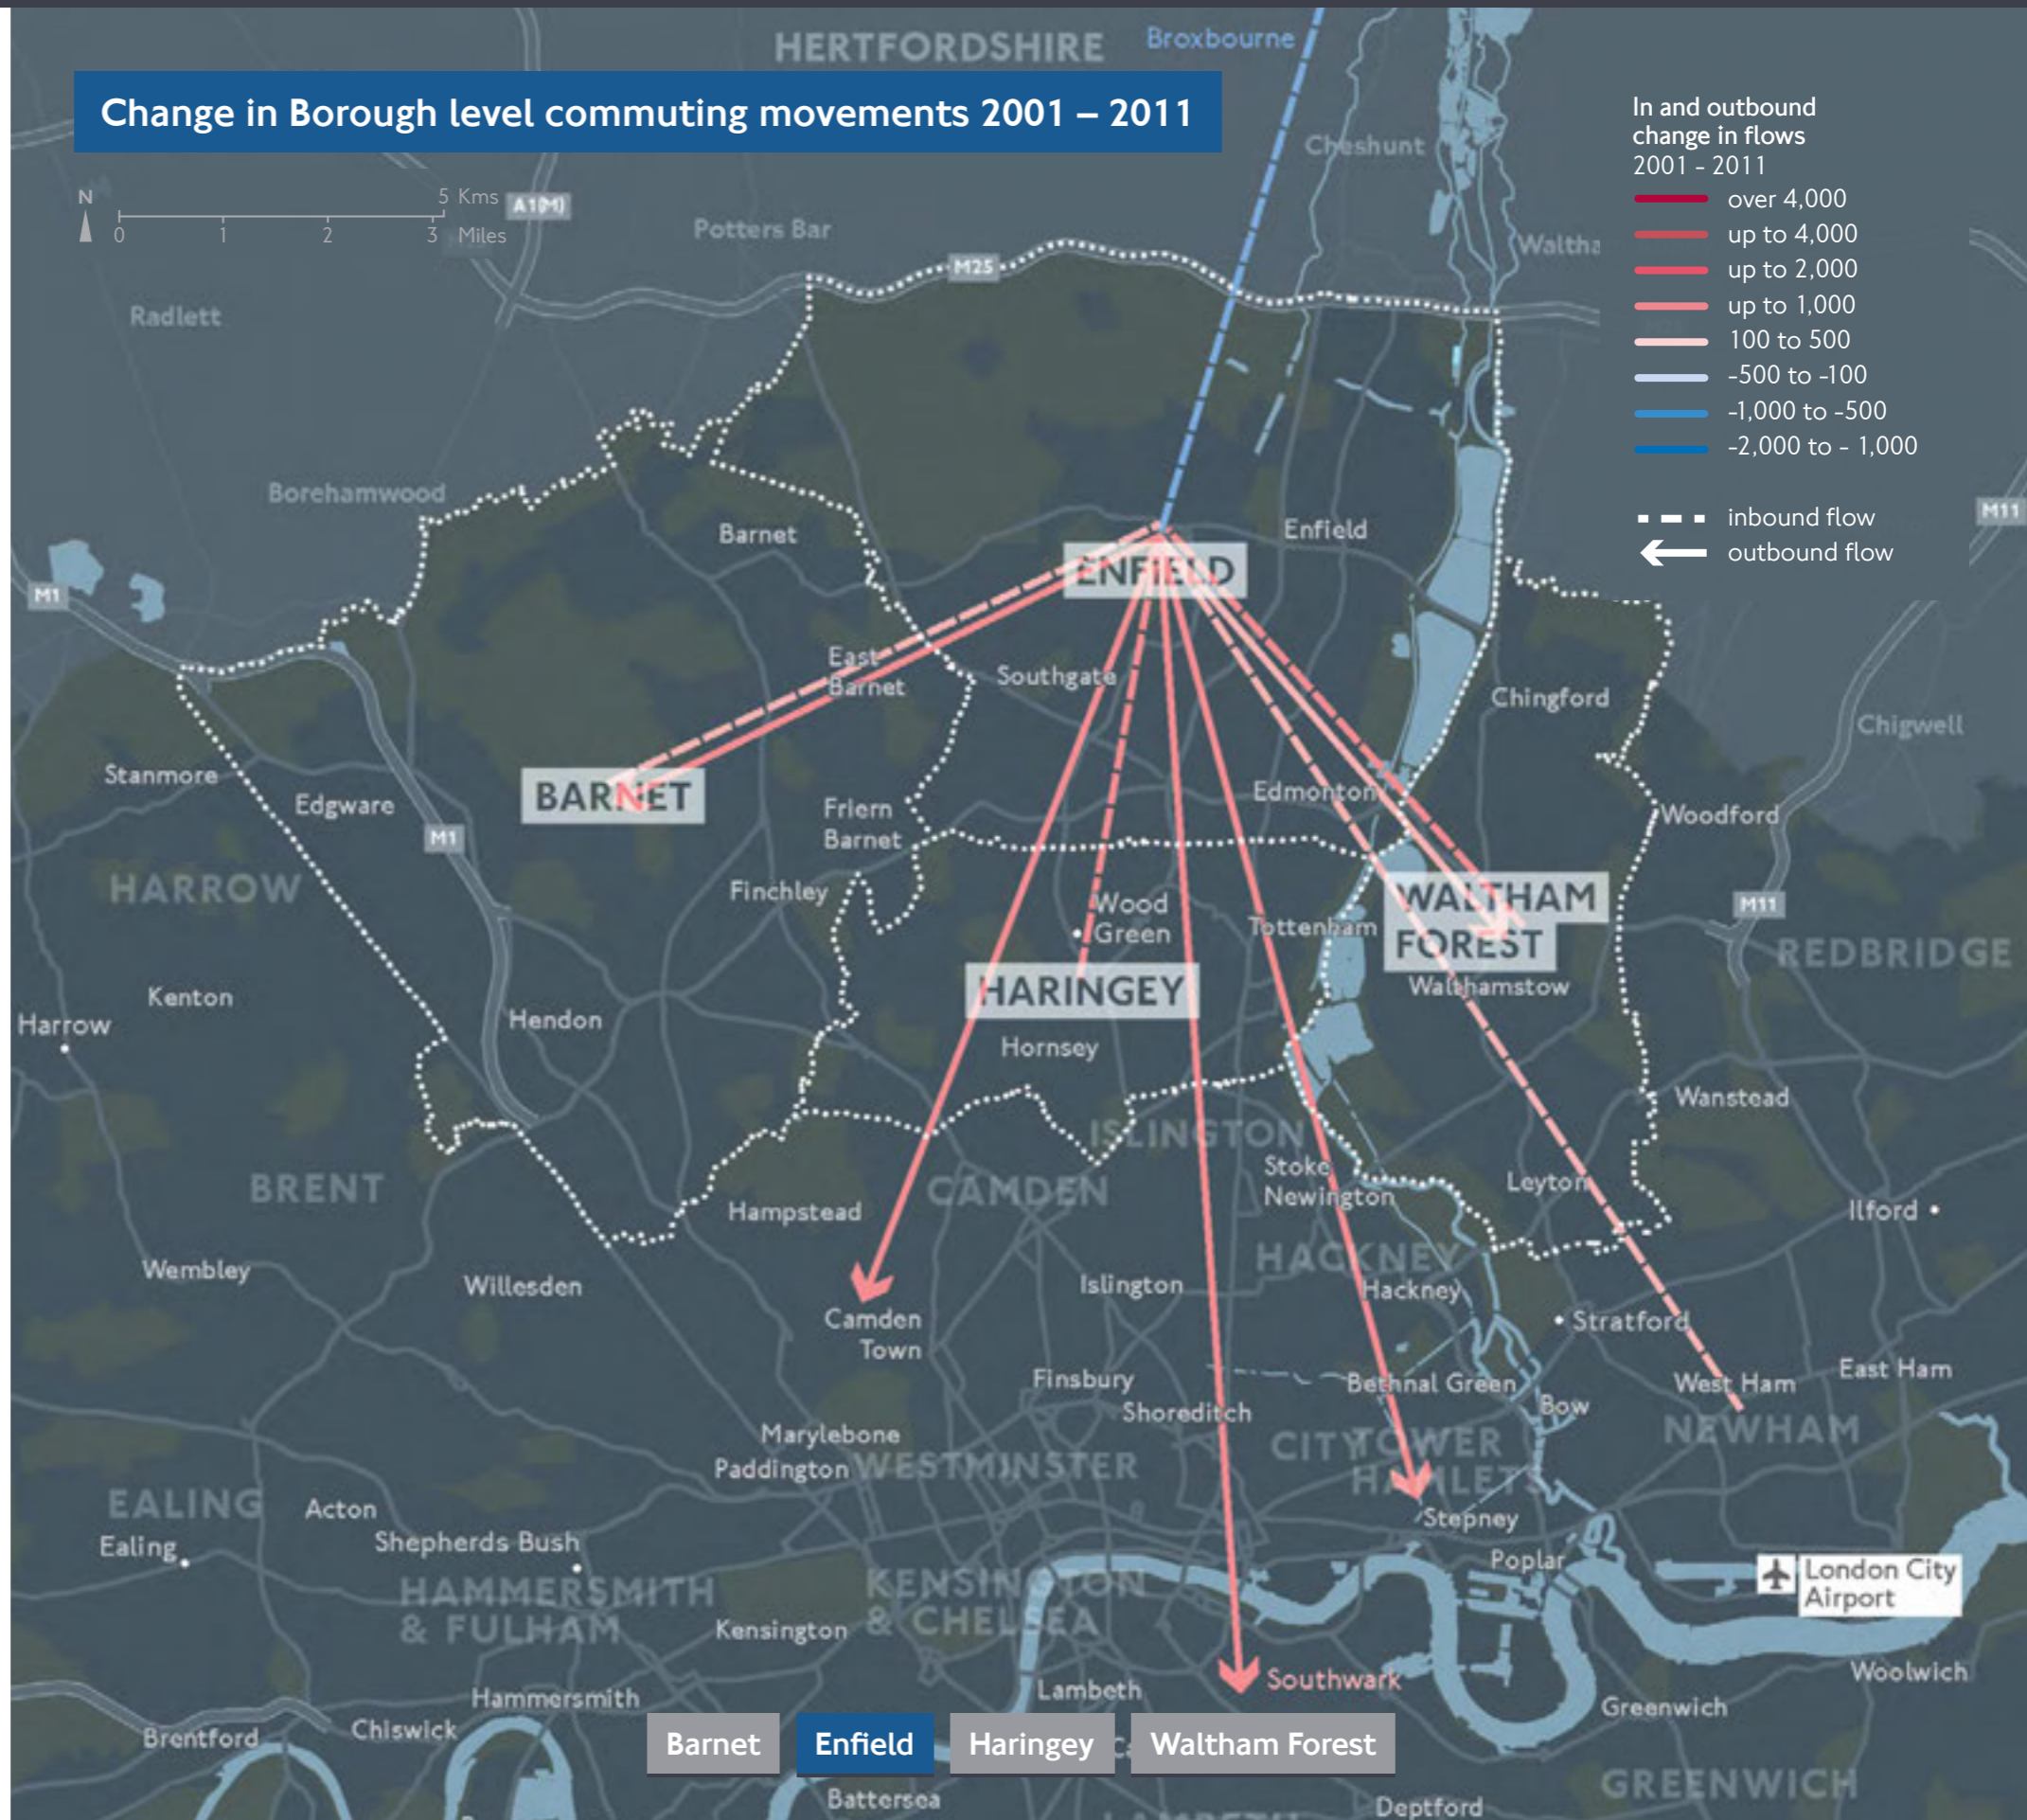 HERTFORDSHIRE
Broxbourne
Change in Borough level commuting movements 2001 – 2011
In and outbound
change in flows
2001 - 2011
over 4,000
up to 4,000
up to 2,000
up to 1,000
100 to 500
-500 to -100
-1,000 to -500
-2,000 to - 1,000
inbound flow
outbound flow
Cheshunt
N
5 Kms
0 1 2 3 Miles
A1(M)
Potters Bar
Waltha
M25
Radlett
Borehamwood
M11
Barnet
Enfield
ENFIELD
M1
East
Barnet
Southgate
Chingford
Chigwell
Stanmore
Edgware
BARNET
Friern
Barnet
Edmonton
Woodford
M1
HARROW
Finchley
Wood
Green
Tottenham
WALTHAM
FOREST
M11
REDBRIDGE
Kenton
Harrow
Hendon
HARINGEY
Walthamstow
Hornsey
Wanstead
ISLINGTON
BRENT
CAMDEN
Stoke
Newington
Leyton
Hampstead
Ilford
HACKNEY
Wembley
Willesden
Islington
Hackney
Camden
Town
Stratford
Finsbury
Bethnal Green
West Ham
East Ham
Shoreditch
Bow
Marylebone
Paddington
WESTMINSTER
CITY
TOWER
HAMLETS
NEWHAM
EALING
Acton
Stepney
Ealing
Shepherds Bush
Poplar
London City
Airport
HAMMERSMITH
& FULHAM
KENSINGTON
& CHELSEA
Kensington
Southwark
Woolwich
Hammersmith
Lambeth
Greenwich
Brentford
Chiswick
Barnet
Enfield
Haringey
Waltham Forest
GREENWICH
Battersea
Deptford